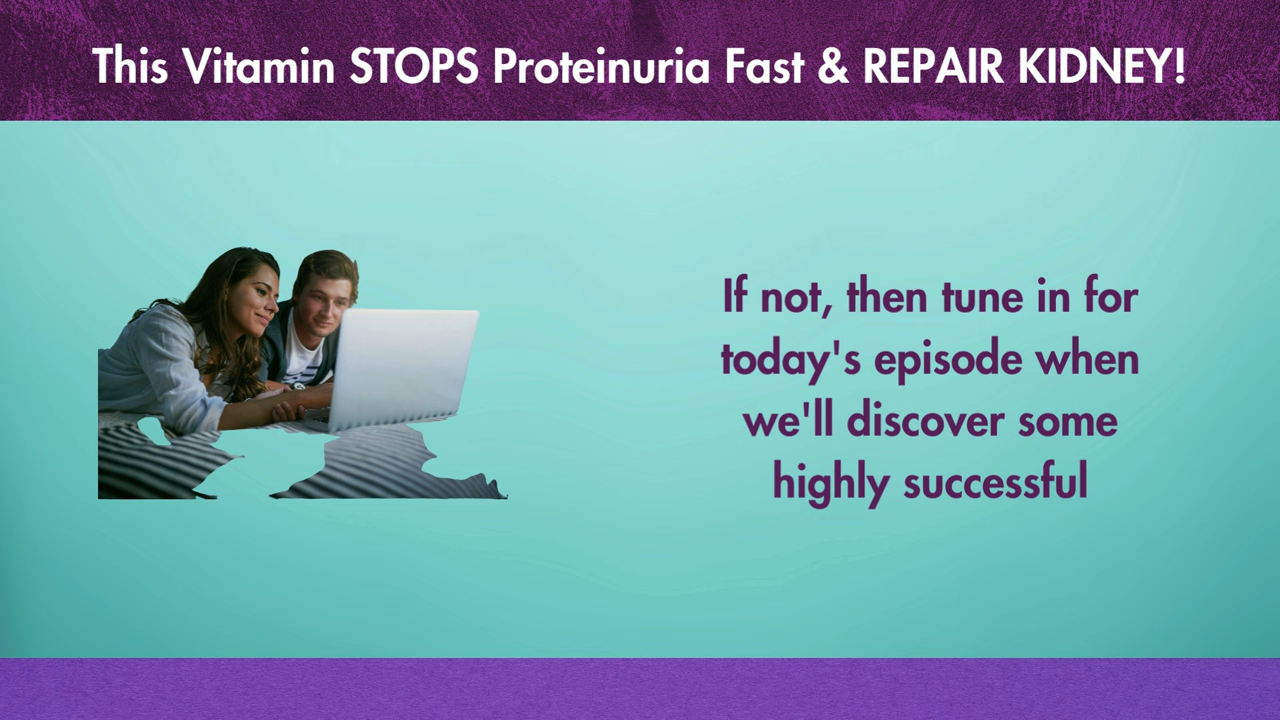 This Vitamin STOPS Proteinuria Fast & REPAIR KIDNEY!
If not, then tune in for
today's episode when
we'll discover some
highly successful